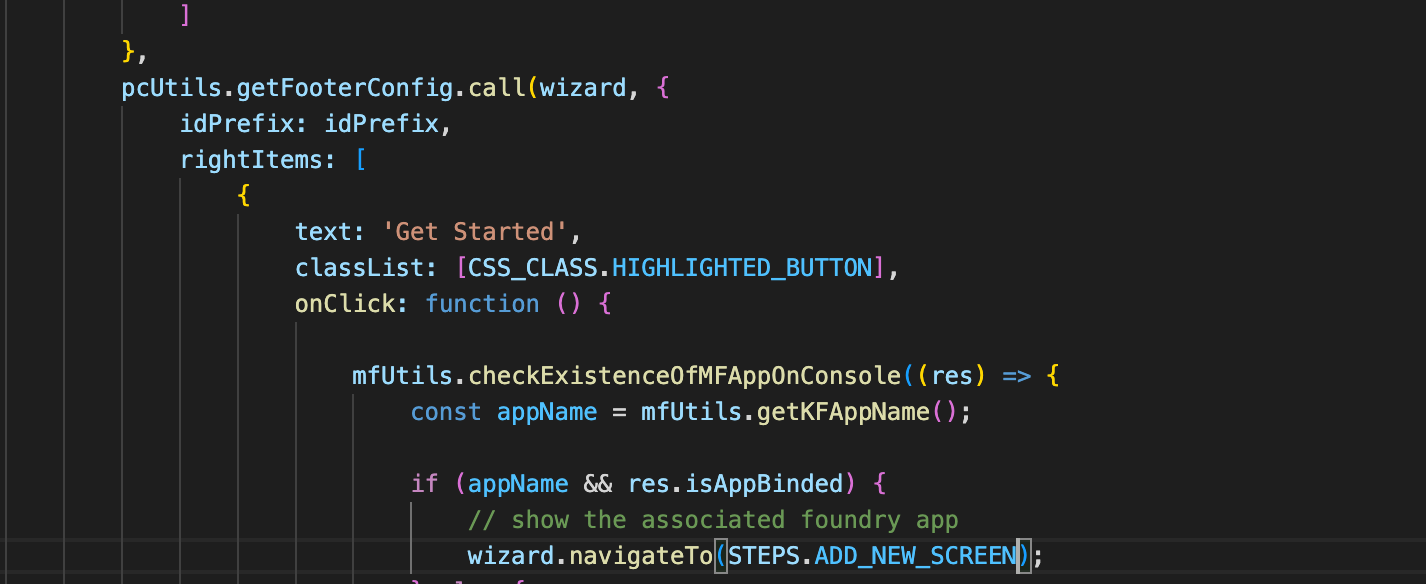 ]
},
pcUtils.getFooterConfig.call(wizard, {
idPrefix: idPrefix,
rightItems: [
{
text: 'Get Started',
classList: [CSS_CLASS.HIGHLIGHTED_BUTTON],
onClick: function () {
mfUtils.checkExistenceOfMFAppOnConsole((res) => {
const appName = mfUtils.getKFAppName();
if (appName && res.isAppBinded) {
// show the associated foundry app
wizard.navigateTo(STEPS.ADD_NEW_SCREEN);